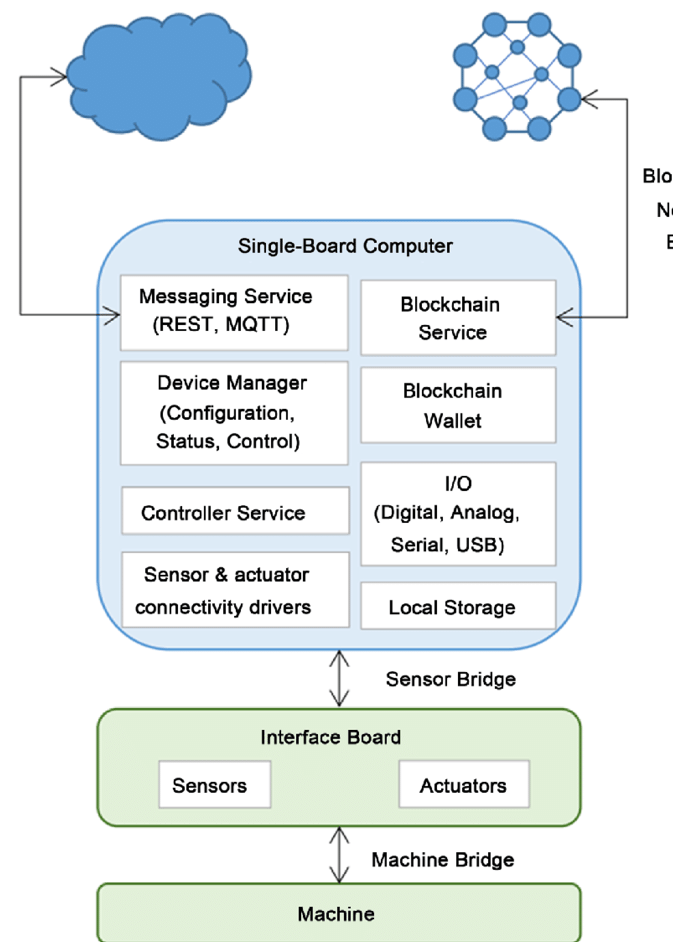 Single-Board Computer
Messaging Service
(REST, MQTT)
Blockchain
Service
Device Manager
(Configuration,
Status, Control)
Blockchain
Wallet
Controller Service
I/O
(Digital, Analog,
Serial, USB)
Sensor & actuator
connectivity drivers
Local Storage
Sensor Bridge
Interface Board
Sensors
Actuators
Machine Bridge
Machine